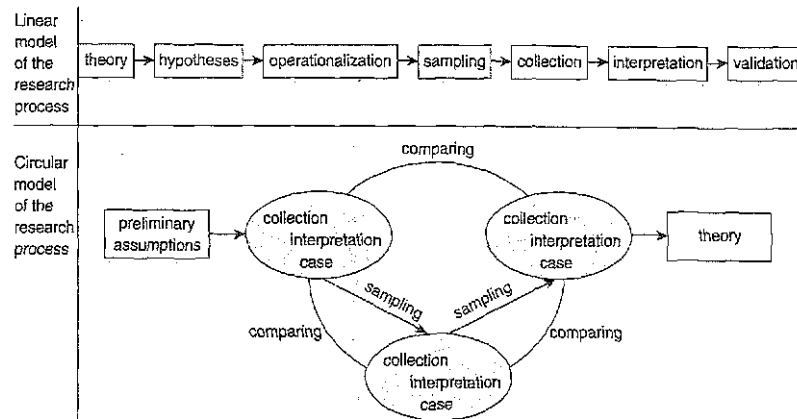 Linear
model
of the
research
process
theory
hypotheses
operationalization
sampling
collection
interpretation
validation
Circular
model
of the
research
process
preliminary
assumptions
comparing
collection
interpretation
case
collection
interpretation
case
theory
sampling
sampling
comparing
comparing
collection
interpretation
case